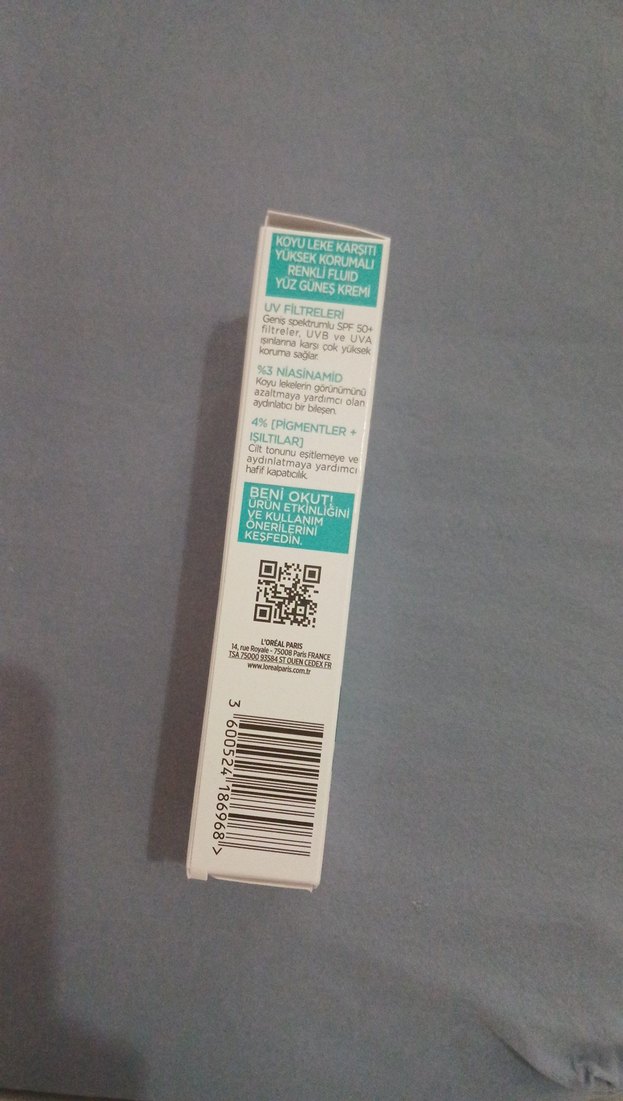 KOYU LEKE KARŞITI
YÜKSEK KORUMALI
RENKLİ FLUID
YÜZ GÜNEŞ KREMİ
UV FİLTRELERİ
Geniş spektrumlu SPF 50+
filtreler, UVB ve UVA
ışınlarına karşı çok yüksek
koruma sağlar.
%3 NİASİNAMİD
Koyu lekelerin görünümünü
azaltmaya yardımcı olan
aydınlatıcı bir bileşen.
4% [PİGMENTLER +
IŞILTILAR]
Cilt tonunu eşitlemeye ve
aydınlatmaya yardımcı
hafif kapatıcılık.
BENİ OKUT!
ÜRÜN ETKİNLİĞİNİ
VE KULLANIM
ÖNERİLERİNİ
KEŞFEDİN.
L'ORÉAL PARIS
14, rue Royale - 75008 Paris FRANCE
TSA 75000 93584 ST OUEN CEDEX FR
www.lorealparis.com.tr
3 600524 186968 >